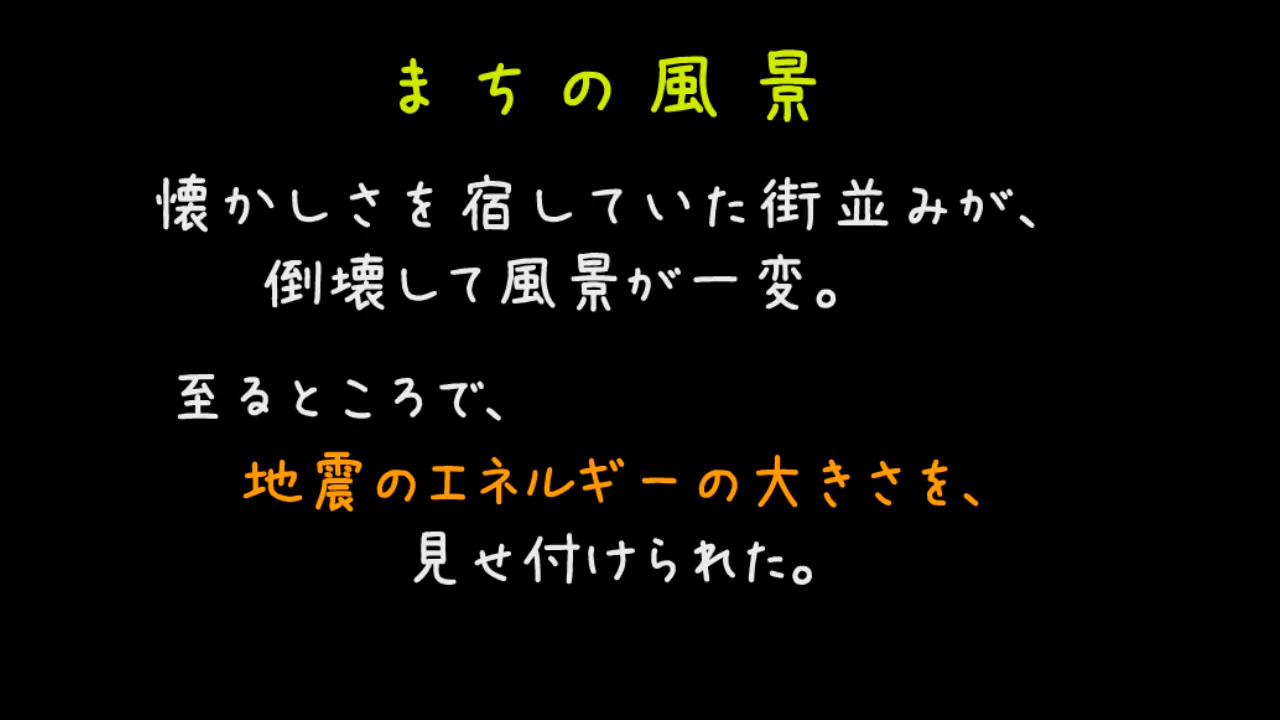 まちの風景
懐かしさを宿していた街並みが、
倒壊して風景が一変。
至るところで、
地震のエネルギーの大きさを、
見せ付けられた。